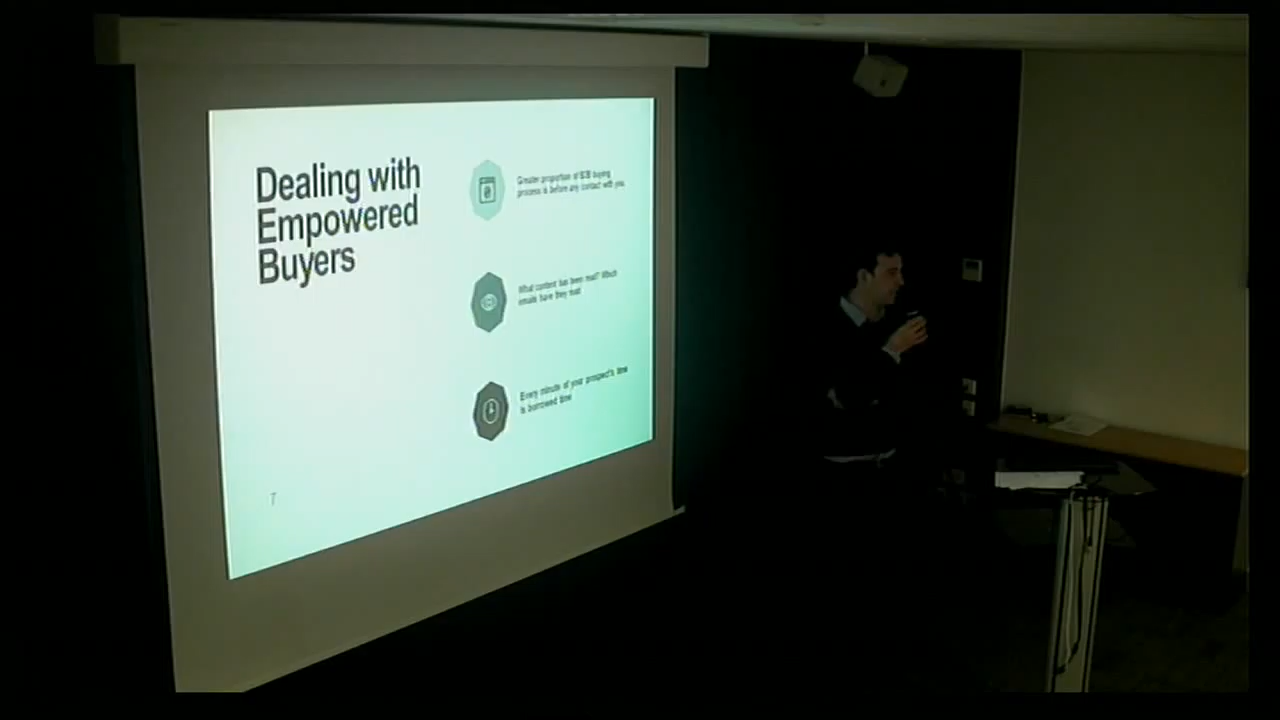 Dealing with
Empowered
Buyers
Greater proportion of B2B buying
process is before any contact with you.
What content has been read? Which
emails have they read
Every minute of your prospect's time
is borrowed time
7